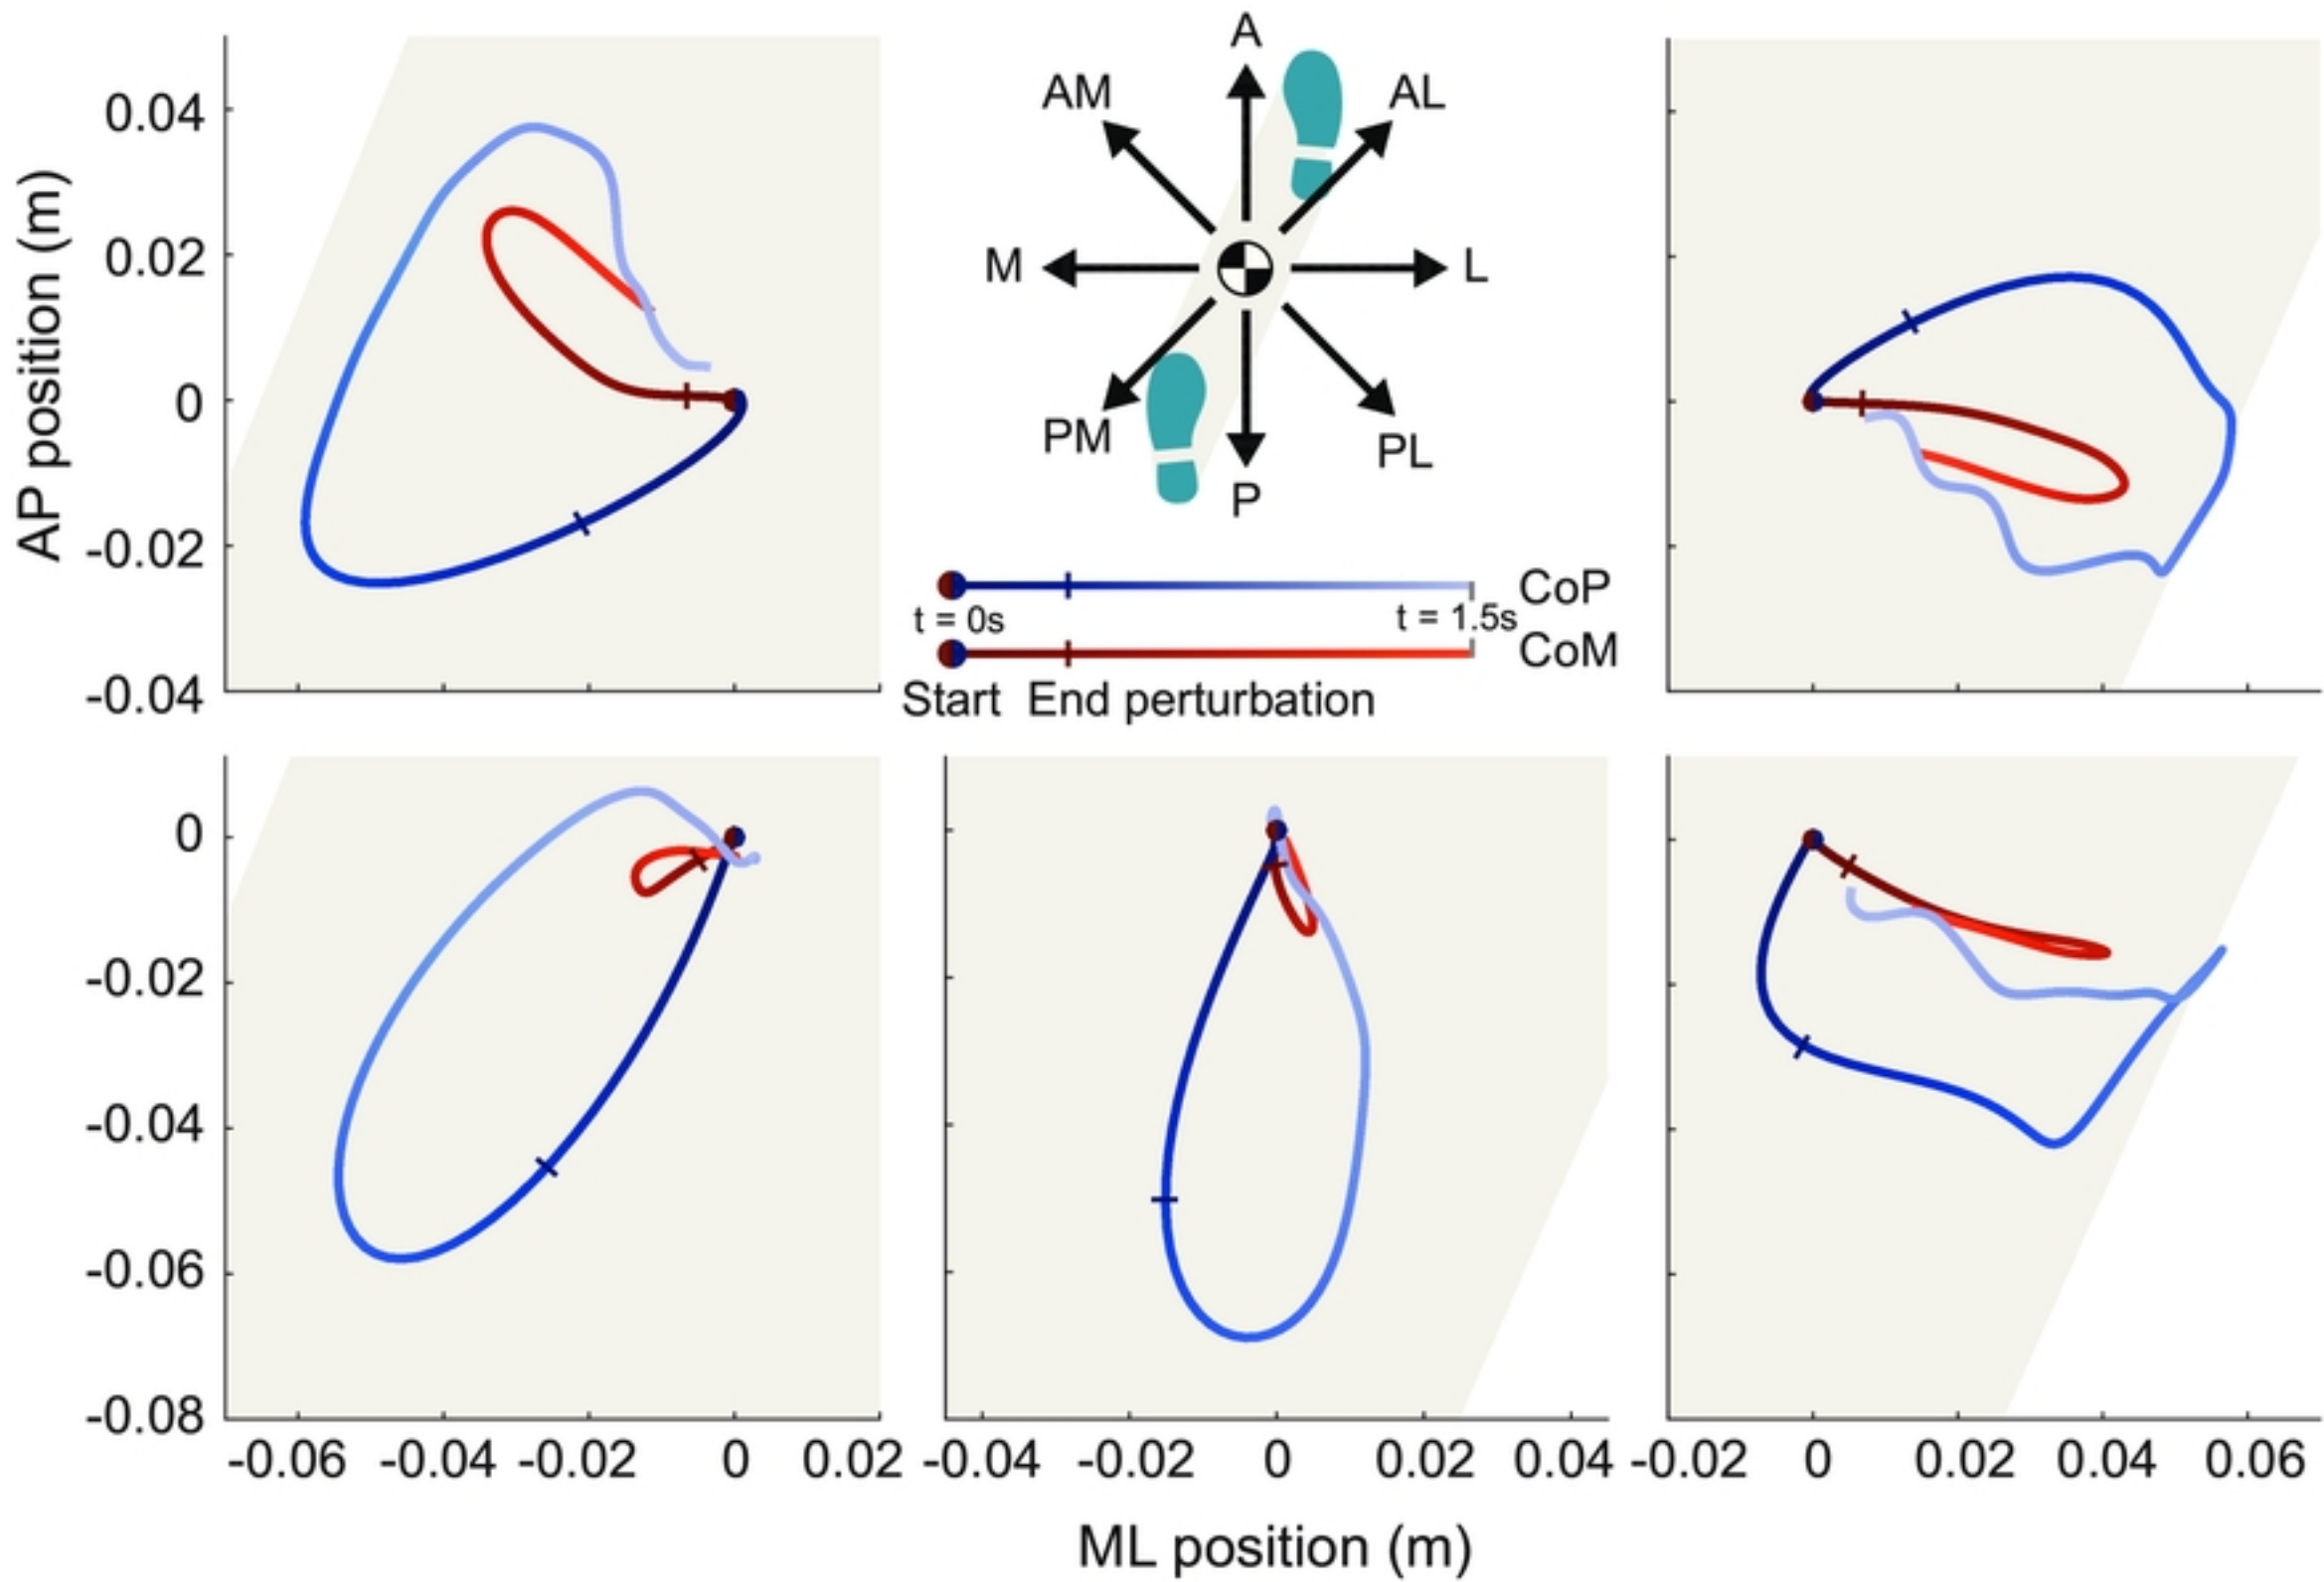 A
AM
AL
M
L
PM
PL
P
AP position (m)
0.04
0.02
0
-0.02
-0.04
CoP
t = 0s
t = 1.5s
CoM
Start End perturbation
0
-0.02
-0.04
-0.06
-0.08
-0.06 -0.04 -0.02 0 0.02
-0.04 -0.02 0 0.02 0.04
-0.02 0 0.02 0.04 0.06
ML position (m)